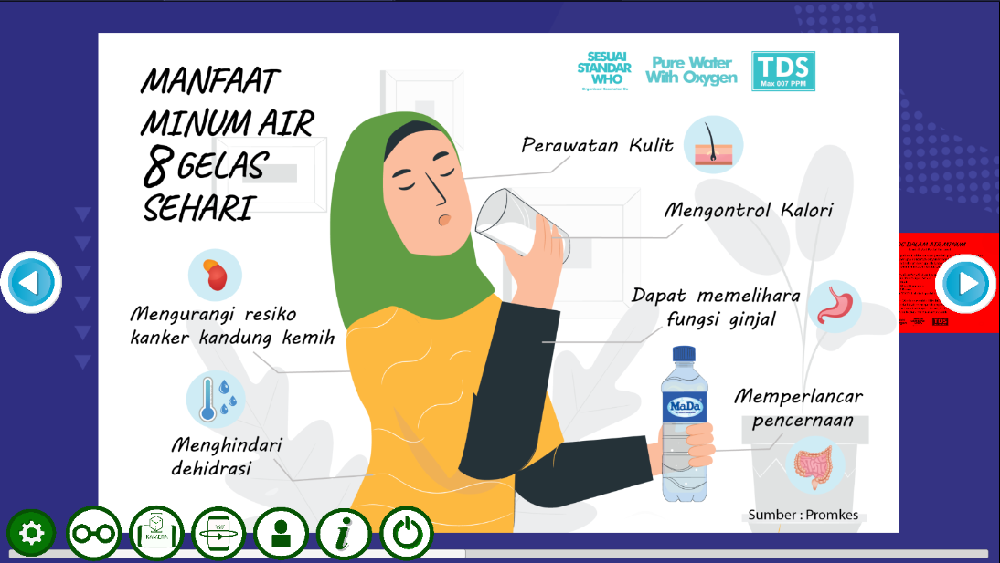 MANFAAT
MINUM AIR
8 GELAS
SEHARI
SESUAI
STANDAR
WHO
Pure Water
With Oxygen
TDS
Max 007 PPM
Perawatan Kulit
Mengontrol Kalori
Mengurangi resiko
kanker kandung kemih
Dapat memelihara
fungsi ginjal
MaDa
Memperlancar
pencernaan
Menghindari
dehidrasi
Sumber : Promkes
KAMERA
360°
i